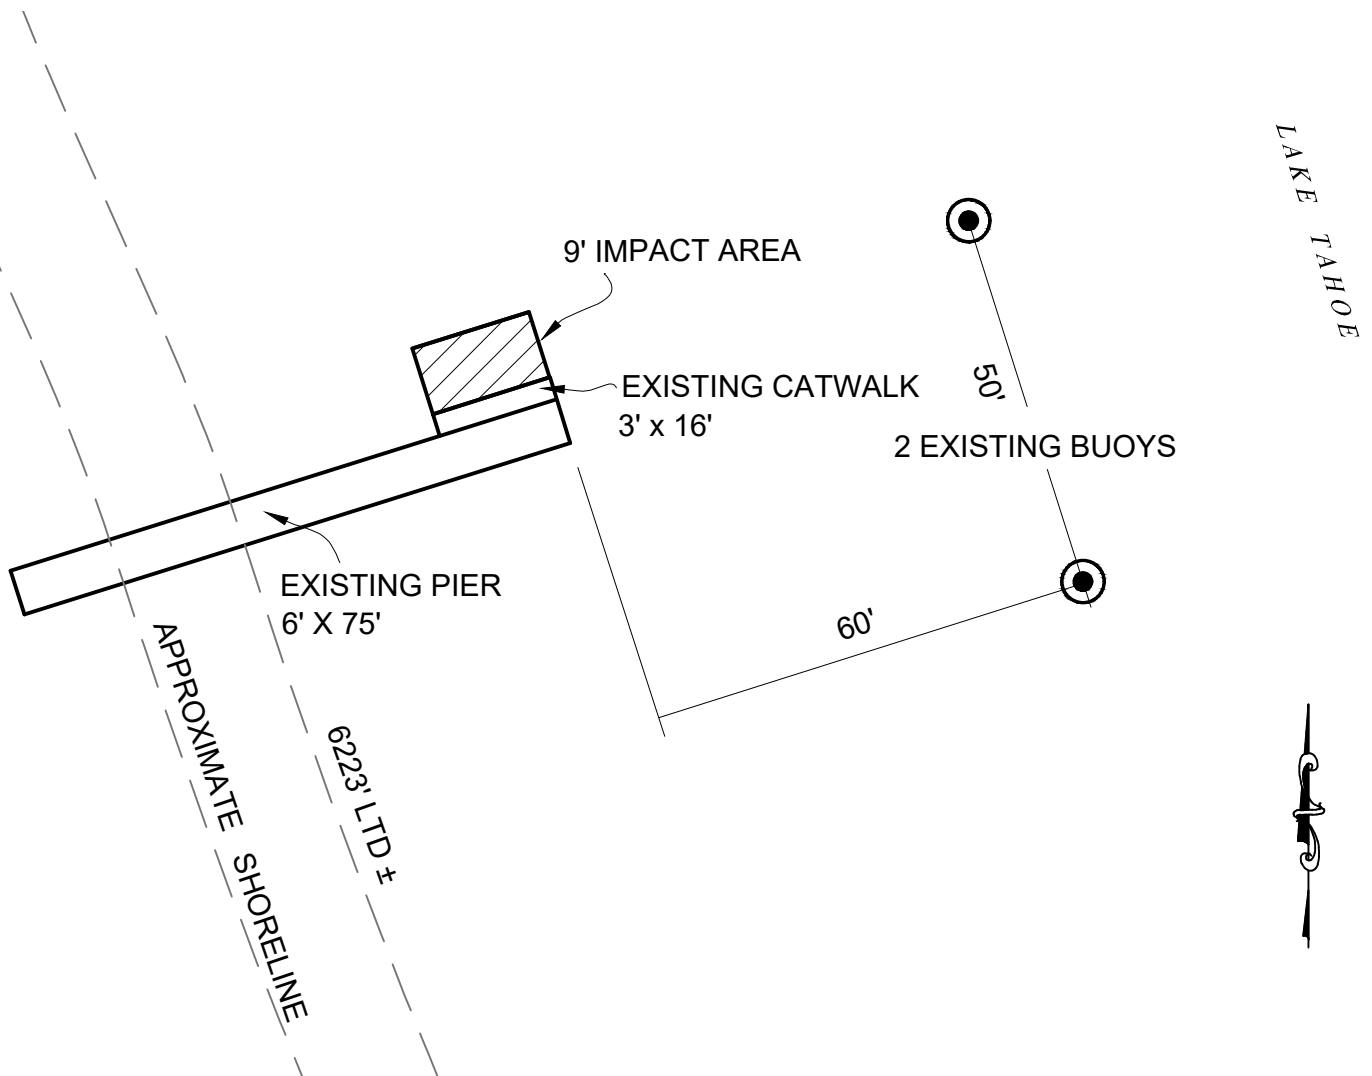 LAKE TAHOE
9' IMPACT AREA
EXISTING CATWALK
3' x 16'
50'
2 EXISTING BUOYS
EXISTING PIER
6' X 75'
60'
APPROXIMATE SHORELINE
6223' LTD ±